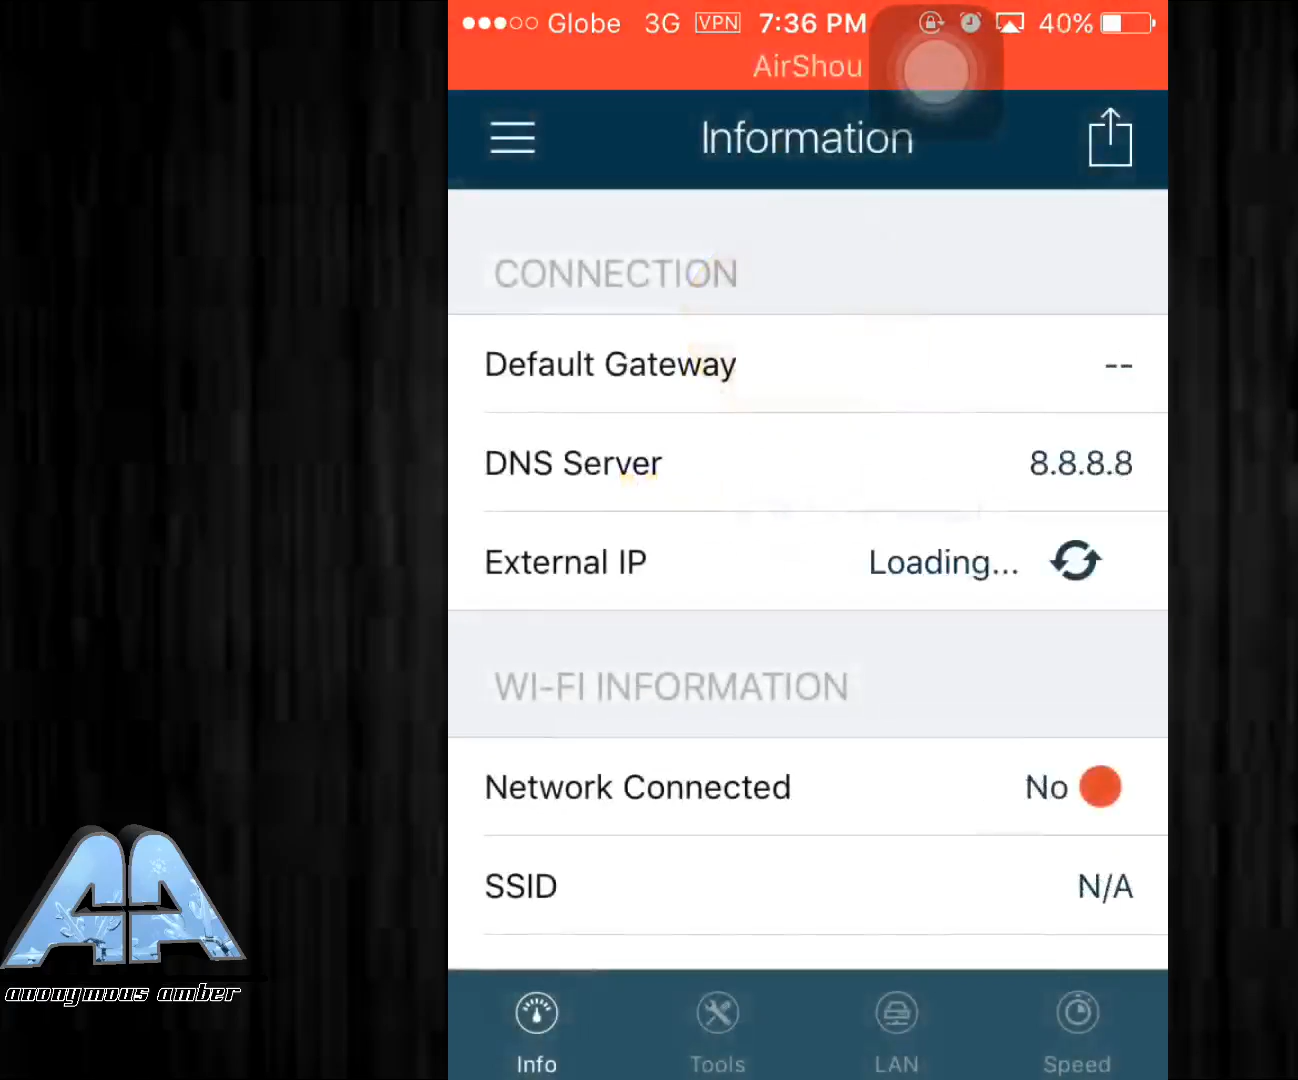 Globe 3G VPN 7:36 PM 40%
AirShou
Information
CONNECTION
Default Gateway --
DNS Server 8.8.8.8
External IP Loading...
WI-FI INFORMATION
Network Connected No
SSID N/A
Info Tools LAN Speed
AA
anonymous amber